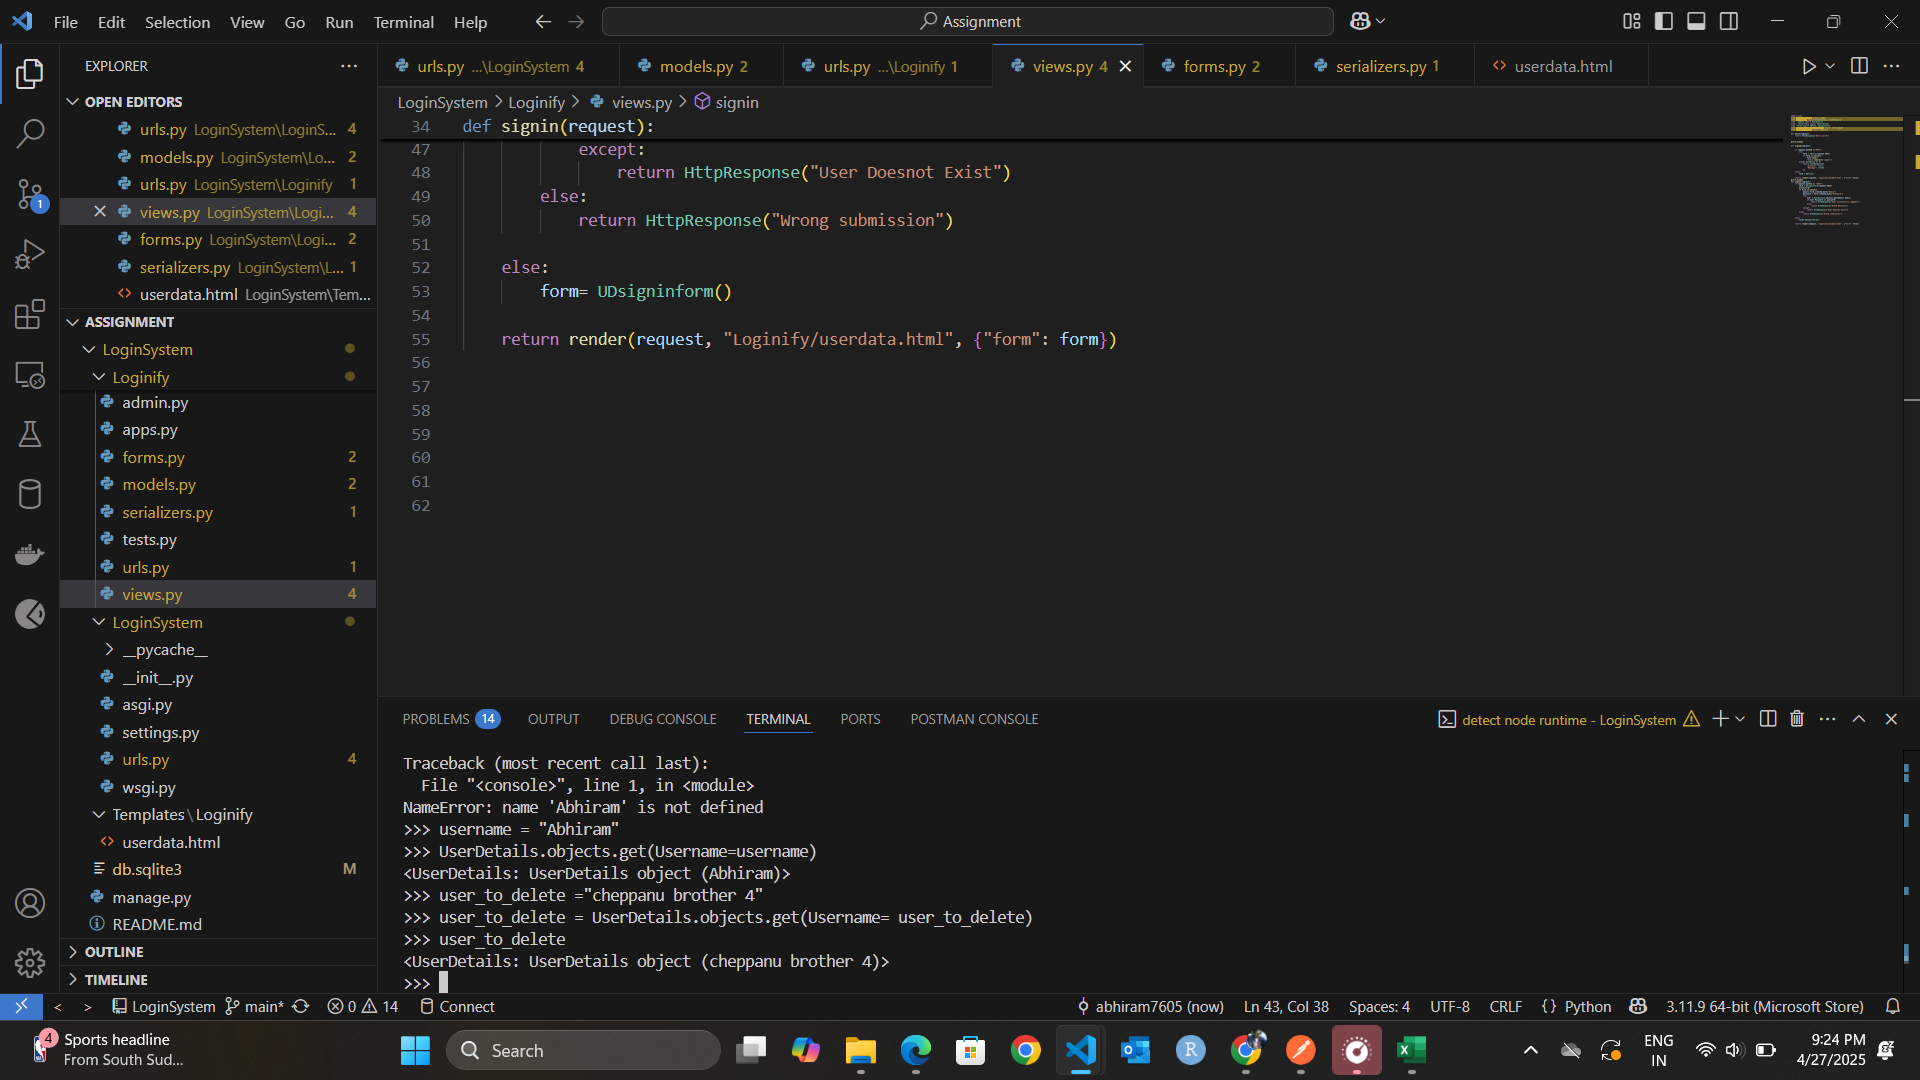 File Edit Selection View Go Run Terminal Help
Assignment
EXPLORER
OPEN EDITORS
urls.py LoginSystem\LoginS... 4
models.py LoginSystem\Lo... 2
urls.py LoginSystem\Loginify 1
views.py LoginSystem\Logi... 4
forms.py LoginSystem\Logi... 2
serializers.py LoginSystem\L... 1
userdata.html LoginSystem\Tem...
ASSIGNMENT
LoginSystem
Loginify
admin.py
apps.py
forms.py 2
models.py 2
serializers.py 1
tests.py
urls.py 1
views.py 4
LoginSystem
__pycache__
__init__.py
asgi.py
settings.py
urls.py 4
wsgi.py
Templates\Loginify
userdata.html
db.sqlite3 M
manage.py
README.md
OUTLINE
TIMELINE
urls.py ...\LoginSystem 4
models.py 2
urls.py ...\Loginify 1
views.py 4
forms.py 2
serializers.py 1
userdata.html
LoginSystem > Loginify > views.py > signin
34 def signin(request):
47 except:
48 return HttpResponse("User Doesnot Exist")
49 else:
50 return HttpResponse("Wrong submission")
51
52 else:
53 form= UDsigninform()
54
55 return render(request, "Loginify/userdata.html", {"form": form})
56
57
58
59
60
61
62
PROBLEMS 14 OUTPUT DEBUG CONSOLE TERMINAL PORTS POSTMAN CONSOLE
detect node runtime - LoginSystem
Traceback (most recent call last):
File "<console>", line 1, in <module>
NameError: name 'Abhiram' is not defined
>>> username = "Abhiram"
>>> UserDetails.objects.get(Username=username)
<UserDetails: UserDetails object (Abhiram)>
>>> user_to_delete ="cheppanu brother 4"
>>> user_to_delete = UserDetails.objects.get(Username= user_to_delete)
>>> user_to_delete
<UserDetails: UserDetails object (cheppanu brother 4)>
>>>
LoginSystem main* 0 14 Connect
abhiram7605 (now) Ln 43, Col 38 Spaces: 4 UTF-8 CRLF {} Python 3.11.9 64-bit (Microsoft Store)
4
Sports headline
From South Sud...
Search
ENG
IN
9:24 PM
4/27/2025